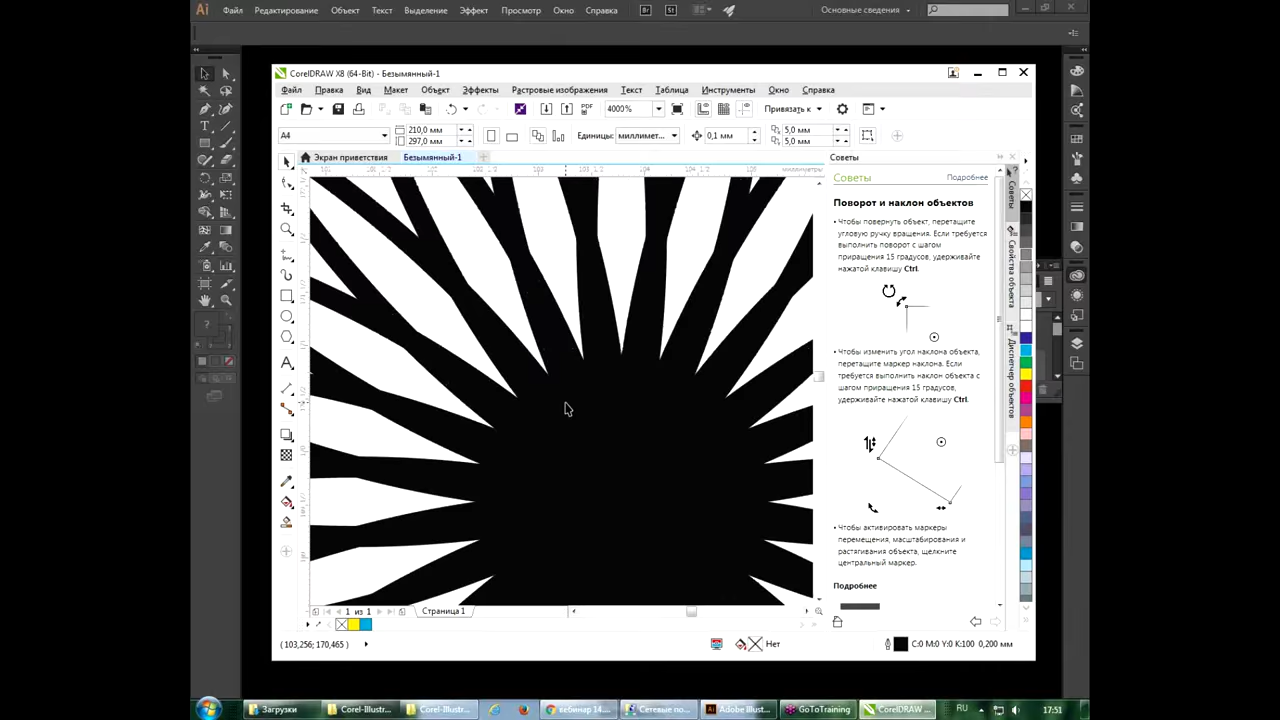 Ai Файл Редактирование Объект Текст Выделение Эффект Просмотр Окно Справка Br St Основные сведения
CorelDRAW X8 (64-Bit) - Безымянный-1
Файл Правка Вид Макет Объект Эффекты Растровые изображения Текст Таблица Инструменты Окно Справка
PDF 4000% Привязать к
A4 210,0 мм 297,0 мм Единицы: миллимет... 0,1 мм 5,0 мм 5,0 мм
Экран приветствия Безымянный-1
Советы
миллиметры
Советы Подробнее
Поворот и наклон объектов
• Чтобы повернуть объект, перетащите
угловую ручку вращения. Если требуется
выполнить поворот с шагом
приращения 15 градусов, удерживайте
нажатой клавишу Ctrl.
• Чтобы изменить угол наклона объекта,
перетащите маркер наклона. Если
требуется выполнить наклон объекта с
шагом приращения 15 градусов,
удерживайте нажатой клавишу Ctrl.
• Чтобы активировать маркеры
перемещения, масштабирования и
растягивания объекта, щелкните
центральный маркер.
Подробнее
Советы
Свойства объекта
Диспетчер объектов
1 из 1 Страница 1
( 103,256; 170,465 ) Нет C:0 M:0 Y:0 K:100 0,200 мм
Загрузки Corel-Illustr... Corel-Illustr... вебинар 14.... Сетевые по... Adobe Illust... GoToTraining CorelDRAW ... RU 17:51